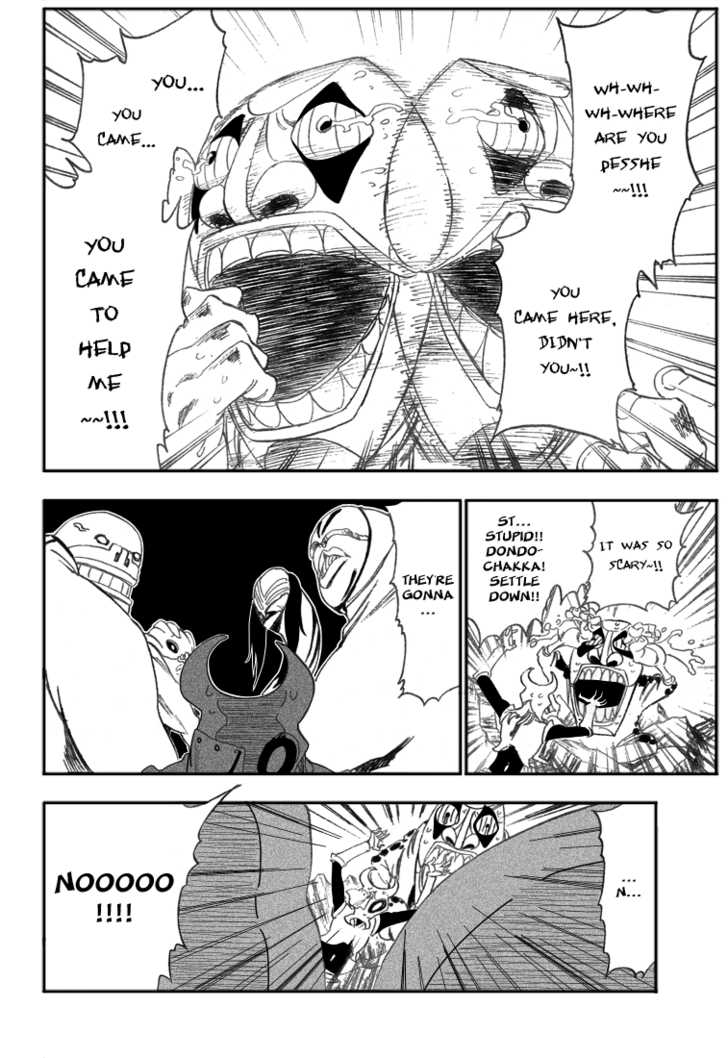 WH-WH-
WH-WHERE
ARE YOU
PESSHE
~~!!!
YOU
CAME HERE,
DIDN'T
YOU~!!
YOU...
YOU
CAME...
YOU
CAME
TO
HELP
ME
~~!!!
IT WAS SO
SCARY~!!
ST...
STUPID!!
DONDO-
CHAKKA!
SETTLE
DOWN!!
THEY'RE
GONNA
...
...
N...
NOOOOO
!!!!